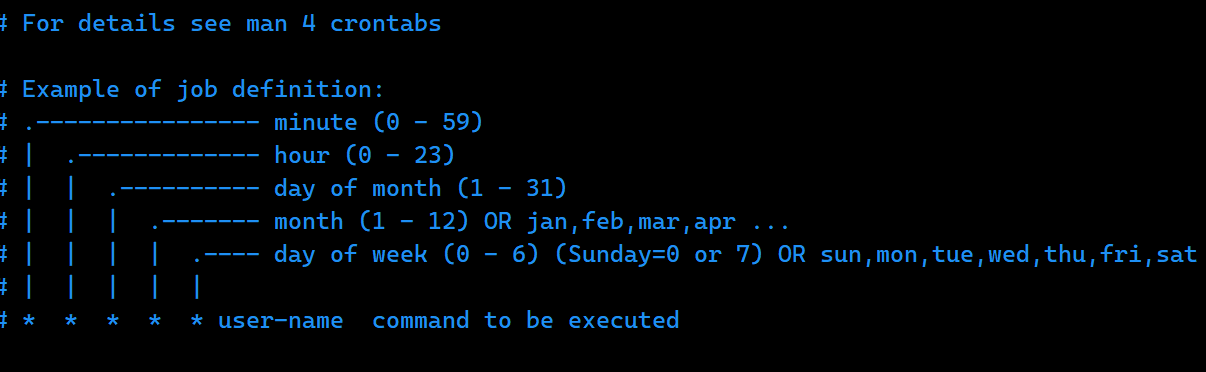 # For details see man 4 crontabs

# Example of job definition:
# .---------------- minute (0 - 59)
# |  .------------- hour (0 - 23)
# |  |  .---------- day of month (1 - 31)
# |  |  |  .------- month (1 - 12) OR jan,feb,mar,apr ...
# |  |  |  |  .---- day of week (0 - 6) (Sunday=0 or 7) OR sun,mon,tue,wed,thu,fri,sat
# |  |  |  |  |
# *  *  *  *  * user-name  command to be executed